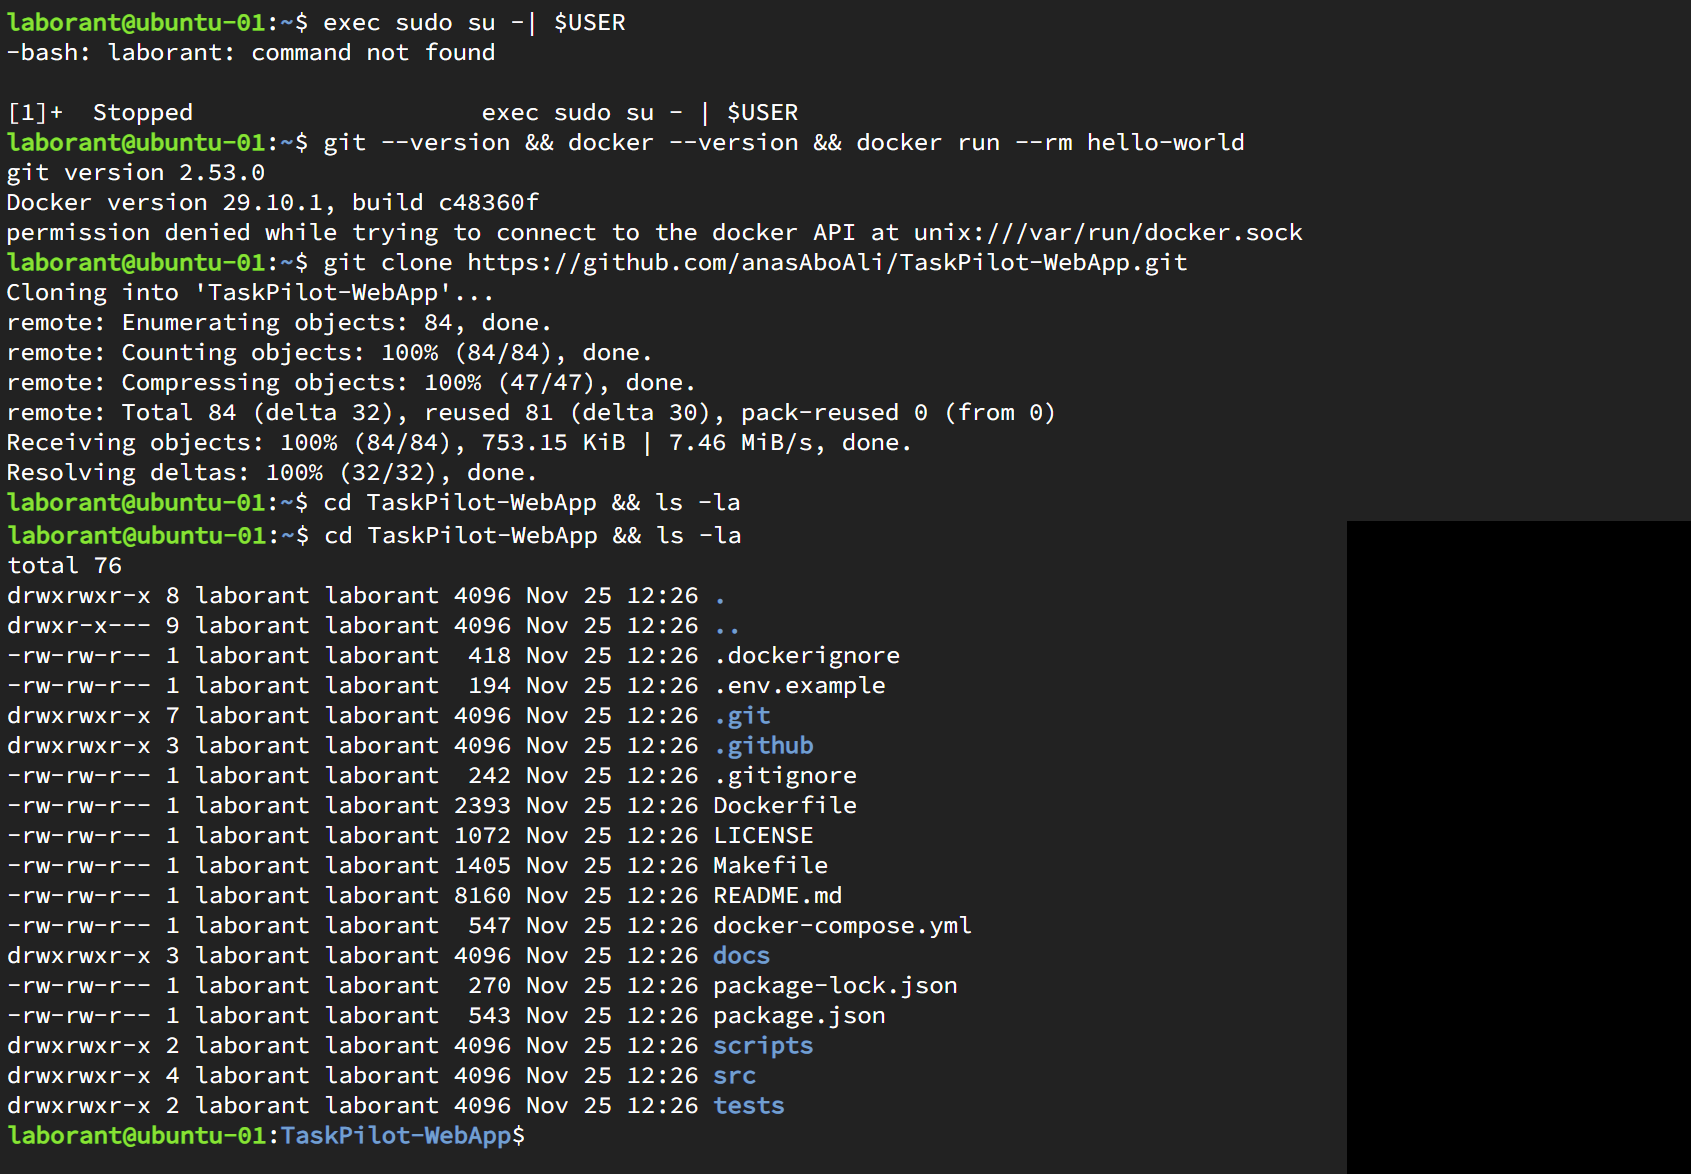 laborant@ubuntu-01:~$ exec sudo su -| $USER
-bash: laborant: command not found
[1]+  Stopped                    exec sudo su - | $USER
laborant@ubuntu-01:~$ git --version && docker --version && docker run --rm hello-world
git version 2.53.0
Docker version 29.10.1, build c48360f
permission denied while trying to connect to the docker API at unix:///var/run/docker.sock
laborant@ubuntu-01:~$ git clone https://github.com/anasAboAli/TaskPilot-WebApp.git
Cloning into 'TaskPilot-WebApp'...
remote: Enumerating objects: 84, done.
remote: Counting objects: 100% (84/84), done.
remote: Compressing objects: 100% (47/47), done.
remote: Total 84 (delta 32), reused 81 (delta 30), pack-reused 0 (from 0)
Receiving objects: 100% (84/84), 753.15 KiB | 7.46 MiB/s, done.
Resolving deltas: 100% (32/32), done.
laborant@ubuntu-01:~$ cd TaskPilot-WebApp && ls -la
laborant@ubuntu-01:~$ cd TaskPilot-WebApp && ls -la
total 76
drwxrwxr-x 8 laborant laborant 4096 Nov 25 12:26 .
drwxr-x--- 9 laborant laborant 4096 Nov 25 12:26 ..
-rw-rw-r-- 1 laborant laborant  418 Nov 25 12:26 .dockerignore
-rw-rw-r-- 1 laborant laborant  194 Nov 25 12:26 .env.example
drwxrwxr-x 7 laborant laborant 4096 Nov 25 12:26 .git
drwxrwxr-x 3 laborant laborant 4096 Nov 25 12:26 .github
-rw-rw-r-- 1 laborant laborant  242 Nov 25 12:26 .gitignore
-rw-rw-r-- 1 laborant laborant 2393 Nov 25 12:26 Dockerfile
-rw-rw-r-- 1 laborant laborant 1072 Nov 25 12:26 LICENSE
-rw-rw-r-- 1 laborant laborant 1405 Nov 25 12:26 Makefile
-rw-rw-r-- 1 laborant laborant 8160 Nov 25 12:26 README.md
-rw-rw-r-- 1 laborant laborant  547 Nov 25 12:26 docker-compose.yml
drwxrwxr-x 3 laborant laborant 4096 Nov 25 12:26 docs
-rw-rw-r-- 1 laborant laborant  270 Nov 25 12:26 package-lock.json
-rw-rw-r-- 1 laborant laborant  543 Nov 25 12:26 package.json
drwxrwxr-x 2 laborant laborant 4096 Nov 25 12:26 scripts
drwxrwxr-x 4 laborant laborant 4096 Nov 25 12:26 src
drwxrwxr-x 2 laborant laborant 4096 Nov 25 12:26 tests
laborant@ubuntu-01:TaskPilot-WebApp$